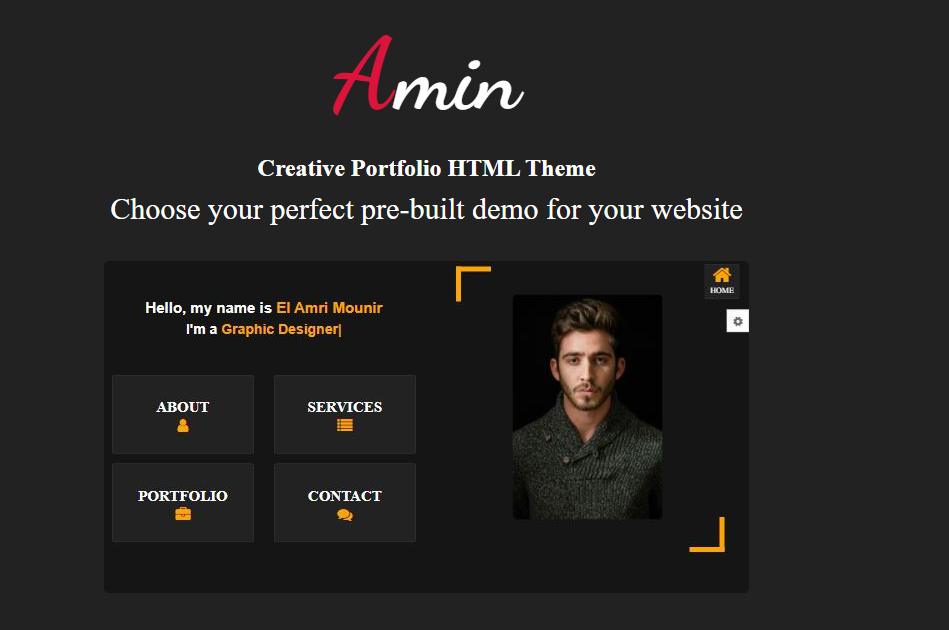 Amin
Creative Portfolio HTML Theme
Choose your perfect pre-built demo for your website
HOME
Hello, my name is El Amri Mounir
I'm a Graphic Designer|
ABOUT
SERVICES
PORTFOLIO
CONTACT